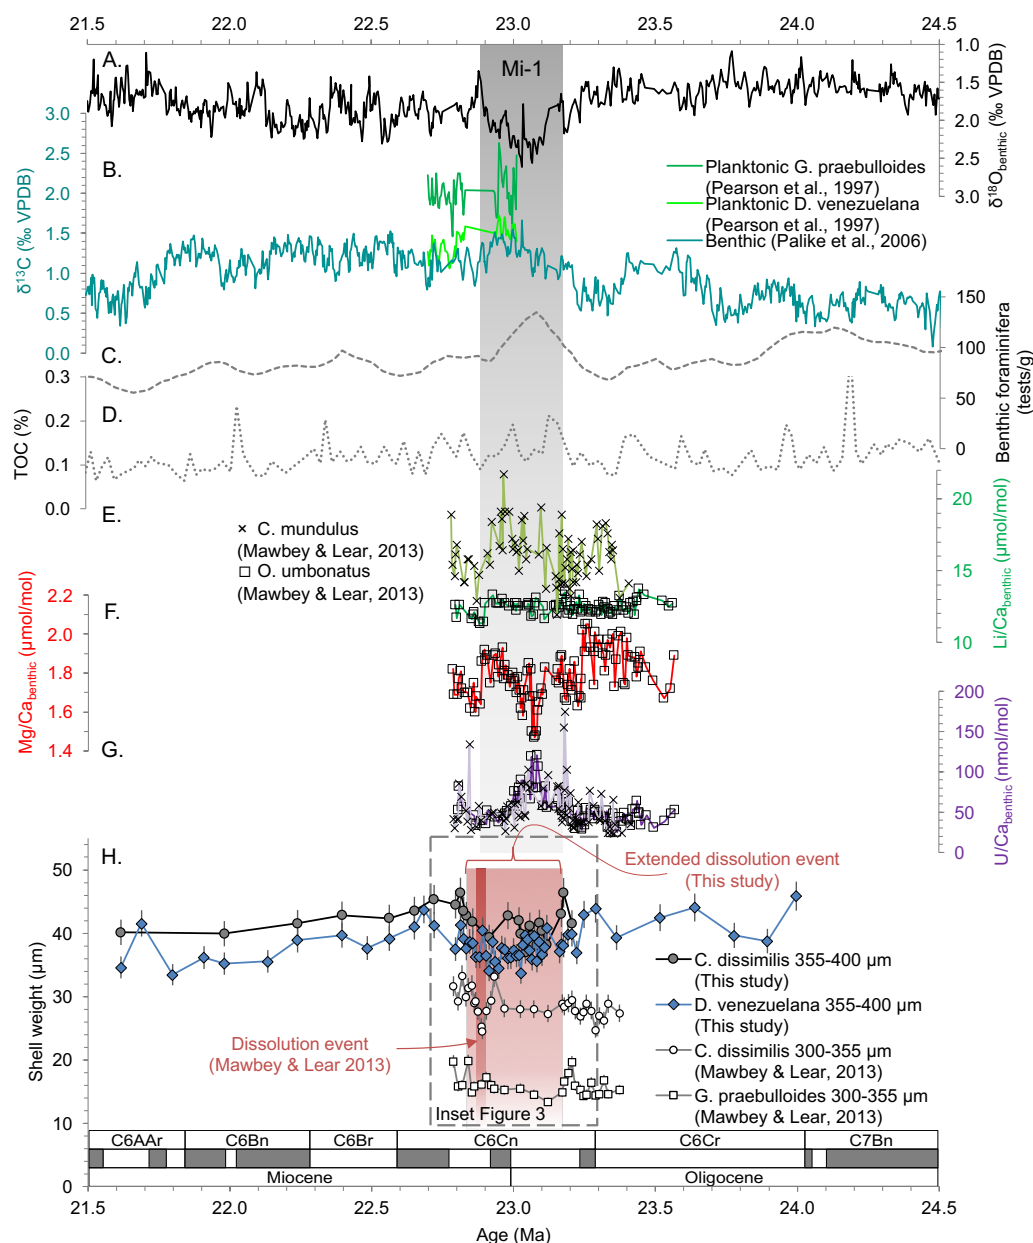 21.5 22.0 22.5 23.0 23.5 24.0 24.5
A.
Mi-1
1.0
1.5
2.0
2.5
3.0
δ18Obenthic (‰ VPDB)
3.0
2.5
2.0
1.5
1.0
0.5
0.0
δ13C (‰ VPDB)
B.
Planktonic G. praebulloides
(Pearson et al., 1997)
Planktonic D. venezuelana
(Pearson et al., 1997)
Benthic (Palike et al., 2006)
C.
150
100
50
0
Benthic foraminifera
(tests/g)
0.3
0.2
0.1
0.0
TOC (%)
D.
E.
C. mundulus
(Mawbey & Lear, 2013)
O. umbonatus
(Mawbey & Lear, 2013)
20
15
10
Li/Cabenthic (μmol/mol)
2.2
2.0
1.8
1.6
1.4
Mg/Cabenthic (μmol/mol)
F.
G.
200
150
100
50
0
U/Cabenthic (nmol/mol)
H.
Extended dissolution event
(This study)
50
40
30
20
10
0
Shell weight (μm)
C. dissimilis 355-400 μm
(This study)
D. venezuelana 355-400 μm
(This study)
C. dissimilis 300-355 μm
(Mawbey & Lear, 2013)
G. praebulloides 300-355 μm
(Mawbey & Lear, 2013)
Dissolution event
(Mawbey & Lear 2013)
Inset Figure 3
C6AAr C6Bn C6Br C6Cn C6Cr C7Bn
Miocene Oligocene
21.5 22.0 22.5 23.0 23.5 24.0 24.5
Age (Ma)